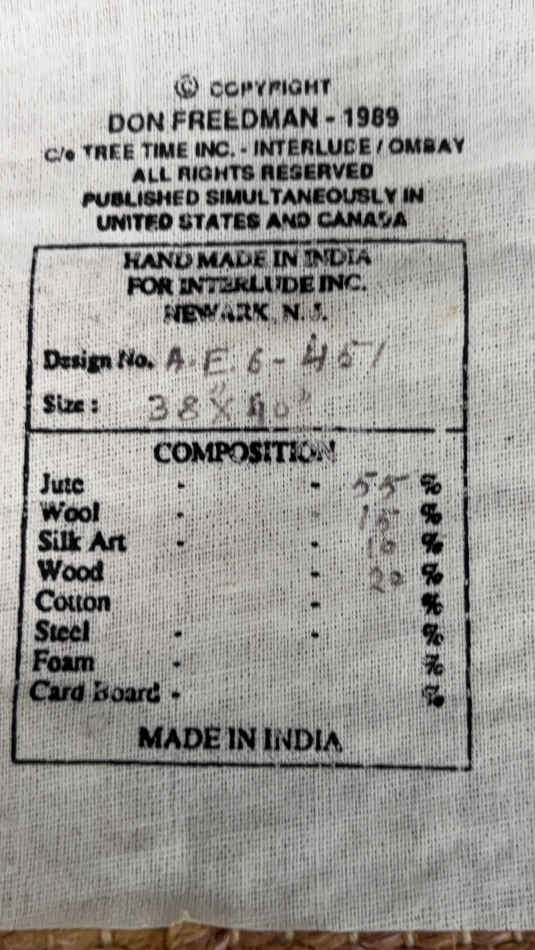 © COPYRIGHT
DON FREEDMAN - 1989
C/o TREE TIME INC. - INTERLUDE / OMBAY
ALL RIGHTS RESERVED
PUBLISHED SIMULTANEOUSLY IN
UNITED STATES AND CANADA
HAND MADE IN INDIA
FOR INTERLUDE INC.
NEWARK, N. J.
Design No. A.E.6-451
Size : 38"X40"
COMPOSITION
Jute - - 55 %
Wool - - 15 %
Silk Art - - 10 %
Wood - 20 %
Cotton - %
Steel - - %
Foam - %
Card Board - %
MADE IN INDIA